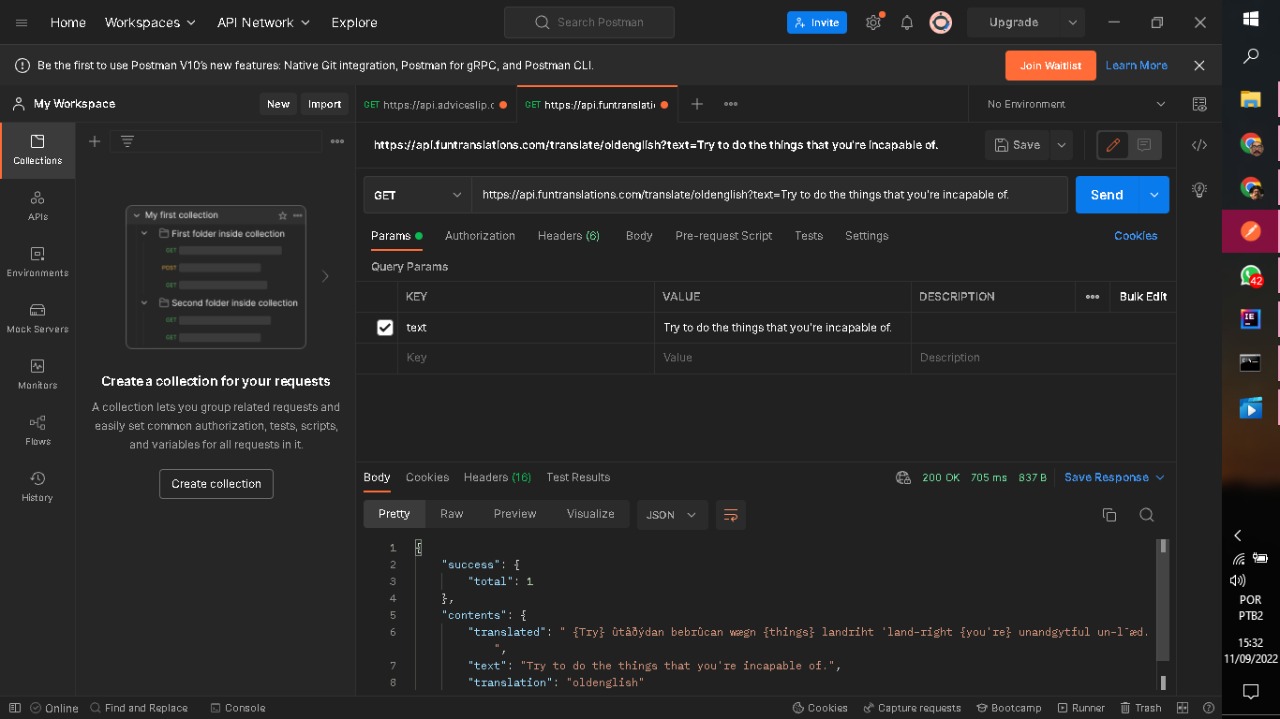 Home
Workspaces
API Network
Explore
Search Postman
Invite
Upgrade
Be the first to use Postman V10's new features: Native Git integration, Postman for gRPC, and Postman CLI.
Join Waitlist
Learn More
My Workspace
New
Import
GET https://api.adviceslip.c
GET https://api.funtranslati
No Environment
Collections
APIs
Environments
Mock Servers
Monitors
Flows
History
My first collection
First folder inside collection
GET
POST
GET
Second folder inside collection
GET
GET
Create a collection for your requests
A collection lets you group related requests and
easily set common authorization, tests, scripts,
and variables for all requests in it.
Create collection
https://api.funtranslations.com/translate/oldenglish?text=Try to do the things that you're incapable of.
Save
GET
https://api.funtranslations.com/translate/oldenglish?text=Try to do the things that you're incapable of.
Send
Params
Authorization
Headers (6)
Body
Pre-request Script
Tests
Settings
Cookies
Query Params
KEY
VALUE
DESCRIPTION
Bulk Edit
text
Try to do the things that you're incapable of.
Key
Value
Description
Body
Cookies
Headers (16)
Test Results
200 OK
705 ms
837 B
Save Response
Pretty
Raw
Preview
Visualize
JSON
1 {
2 "success": {
3 "total": 1
4 },
5 "contents": {
6 "translated": " {Try} ûtâðýdan bebrûcan wægn {things} landriht 'land-right {you're} unandgytful un-l¯æd.
",
7 "text": "Try to do the things that you're incapable of.",
8 "translation": "oldenglish"
Online
Find and Replace
Console
Cookies
Capture requests
Bootcamp
Runner
Trash
42
IE
POR
PTB2
15:32
11/09/2022